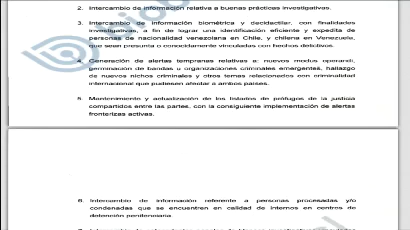 2. Intercambio de información relativa a buenas prácticas investigativas.
3. Intercambio de información biométrica y decidactilar, con finalidades
investigativas, a fin de lograr una identificación eficiente y expedita de
personas de nacionalidad venezolana en Chile, y chilena en Venezuela,
que sean presunta o conocidamente vinculadas con hechos delictivos.
4. Generación de alertas tempranas relativas a: nuevos modus operandi,
germinación de bandas u organizaciones criminales emergentes, hallazgo
de nuevos nichos criminales y otros temas relacionados con criminalidad
internacional que pudiesen afectar a ambos países.
5. Mantenimiento y actualización de los listados de prófugos de la justicia
compartidos entre las partes, con la consiguiente implementación de alertas
fronterizas activas.
6. Intercambio de información referente a personas procesadas y/o
condenadas que se encuentren en calidad de internos en centros de
detención penitenciaria.